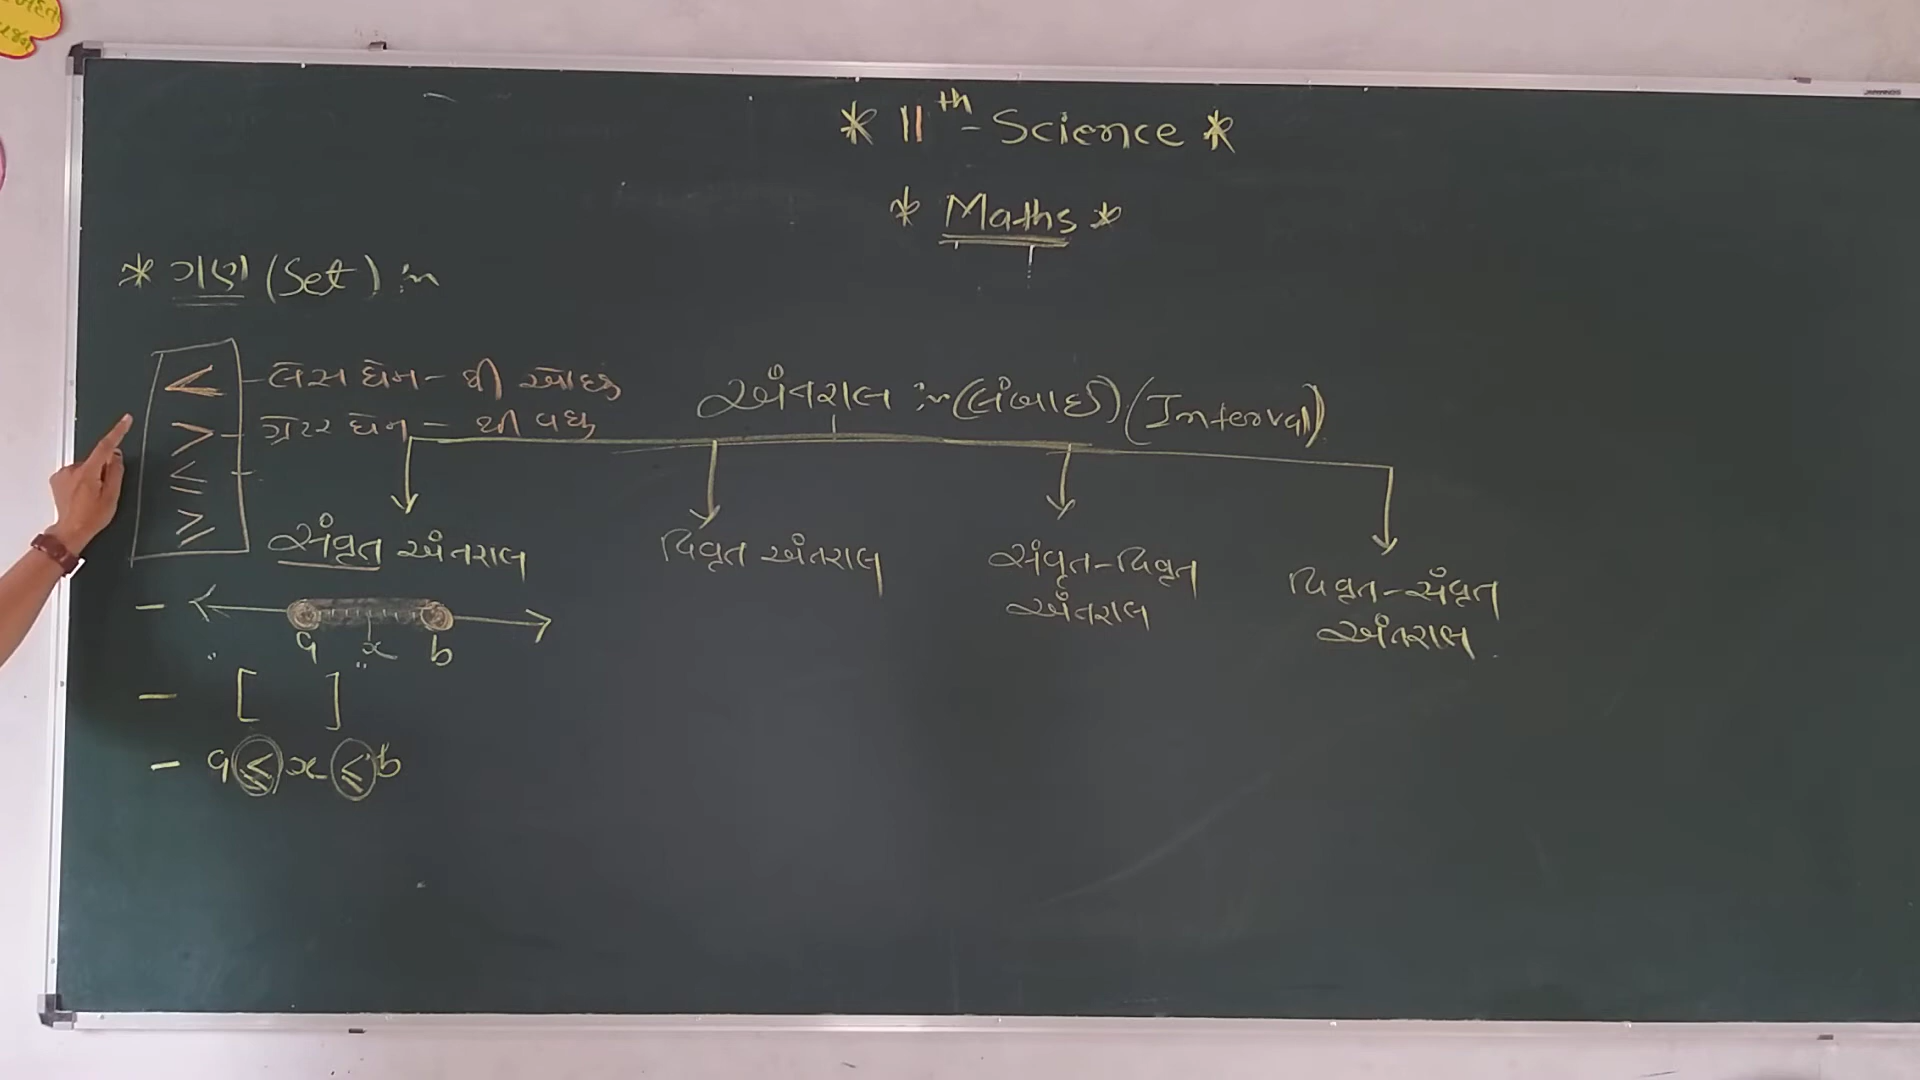 * 11th - Science *
* Maths *
* ગણ (Set) :~
< - લેસ ધેન - થી ઓછુ
> - ગ્રેટર ધેન - થી વધુ
≤ -
≥
અંતરાલ :~ (લંબાઈ) (Interval)
સંવૃત અંતરાલ
વિવૃત અંતરાલ
સંવૃત-વિવૃત
અંતરાલ
વિવૃત-સંવૃત
અંતરાલ
a x b
- [ ]
- a ≤ x ≤ b